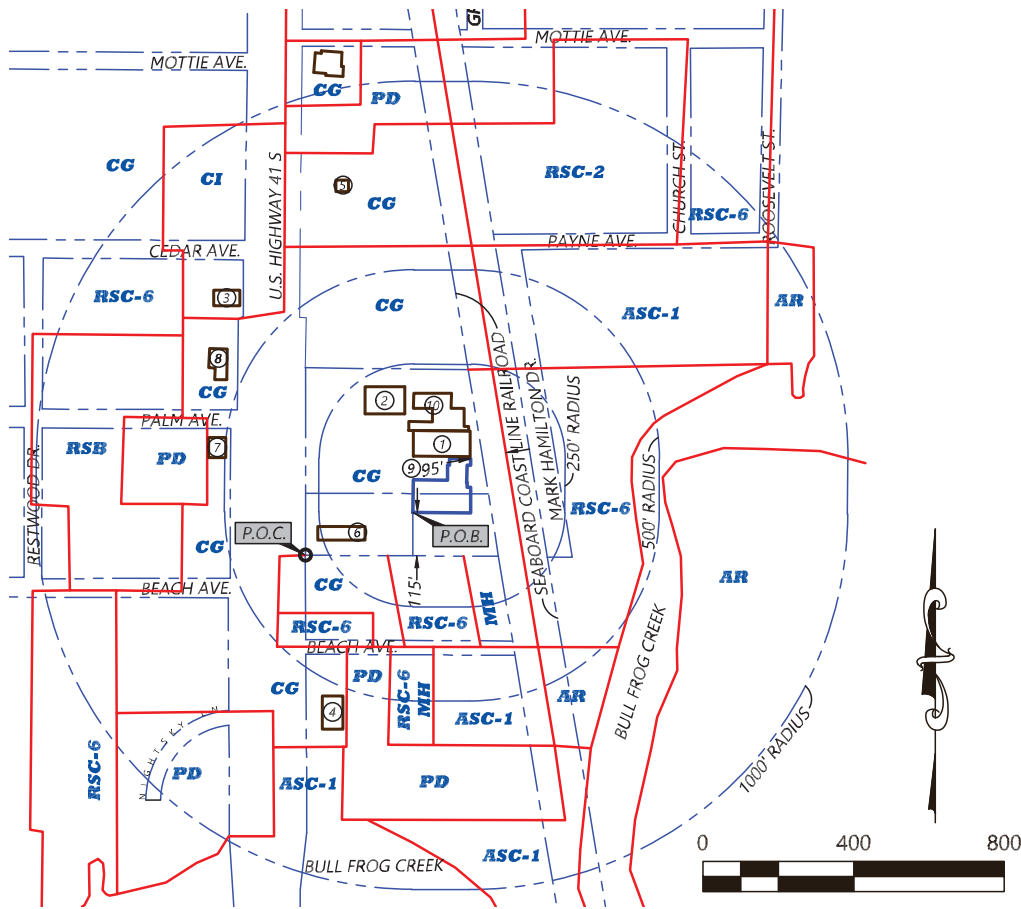 GF
MOTTIE AVE.
MOTTIE AVE.
CG
PD
CG
CI
U.S. HIGHWAY 41 S
5
CG
RSC-2
CHURCH ST.
RSC-6
ROOSEVELT ST.
CEDAR AVE.
PAYNE AVE.
RSC-6
3
CG
ASC-1
AR
SEABOARD COAST LINE RAILROAD
MARK HAMILTON DR.
250' RADIUS
8
CG
2
10
PALM AVE.
RSB
PD
7
1
9
95'
CG
RSC-6
500' RADIUS
RESTWOOD DR.
P.O.C.
6
P.O.B.
CG
AR
BEACH AVE.
CG
115'
RSC-6
RSC-6
MH
BEACH AVE.
CG
PD
RSC-6
MH
ASC-1
AR
BULL FROG CREEK
4
NIGHTSKY LN
RSC-6
PD
ASC-1
PD
1000' RADIUS
BULL FROG CREEK
ASC-1
0 400 800